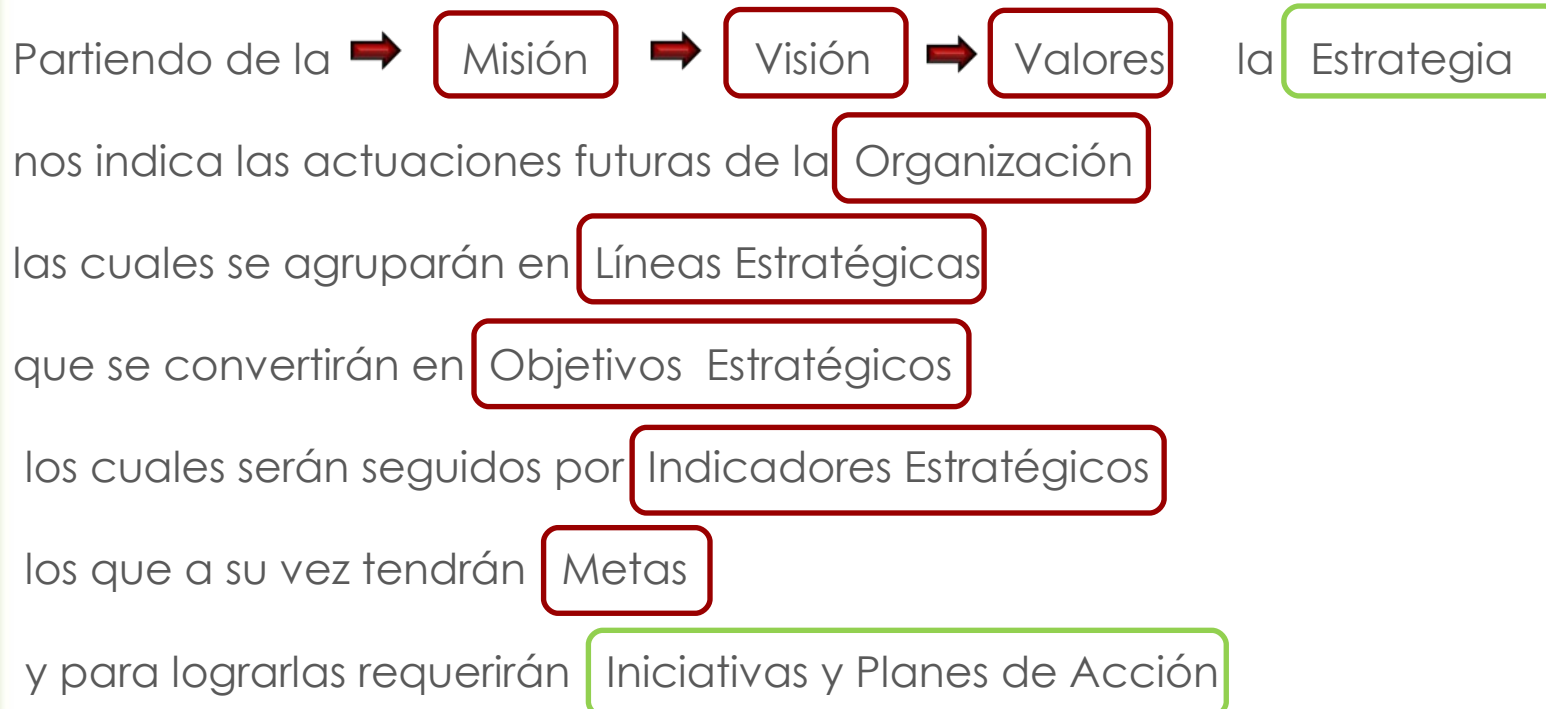 Partiendo de la Misión Visión Valores la Estrategia
nos indica las actuaciones futuras de la Organización
las cuales se agruparán en Líneas Estratégicas
que se convertirán en Objetivos Estratégicos
los cuales serán seguidos por Indicadores Estratégicos
los que a su vez tendrán Metas
y para lograrlas requerirán Iniciativas y Planes de Acción